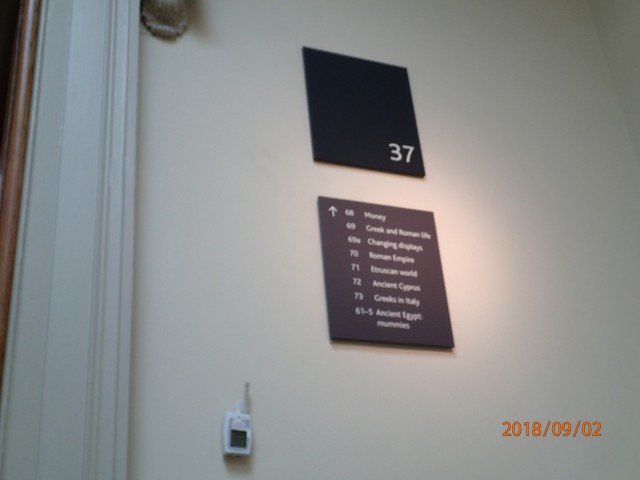 37
↑ 68 Money
69 Greek and Roman life
69a Changing displays
70 Roman Empire
71 Etruscan world
72 Ancient Cyprus
73 Greeks in Italy
61–5 Ancient Egypt:
mummies
2018/09/02